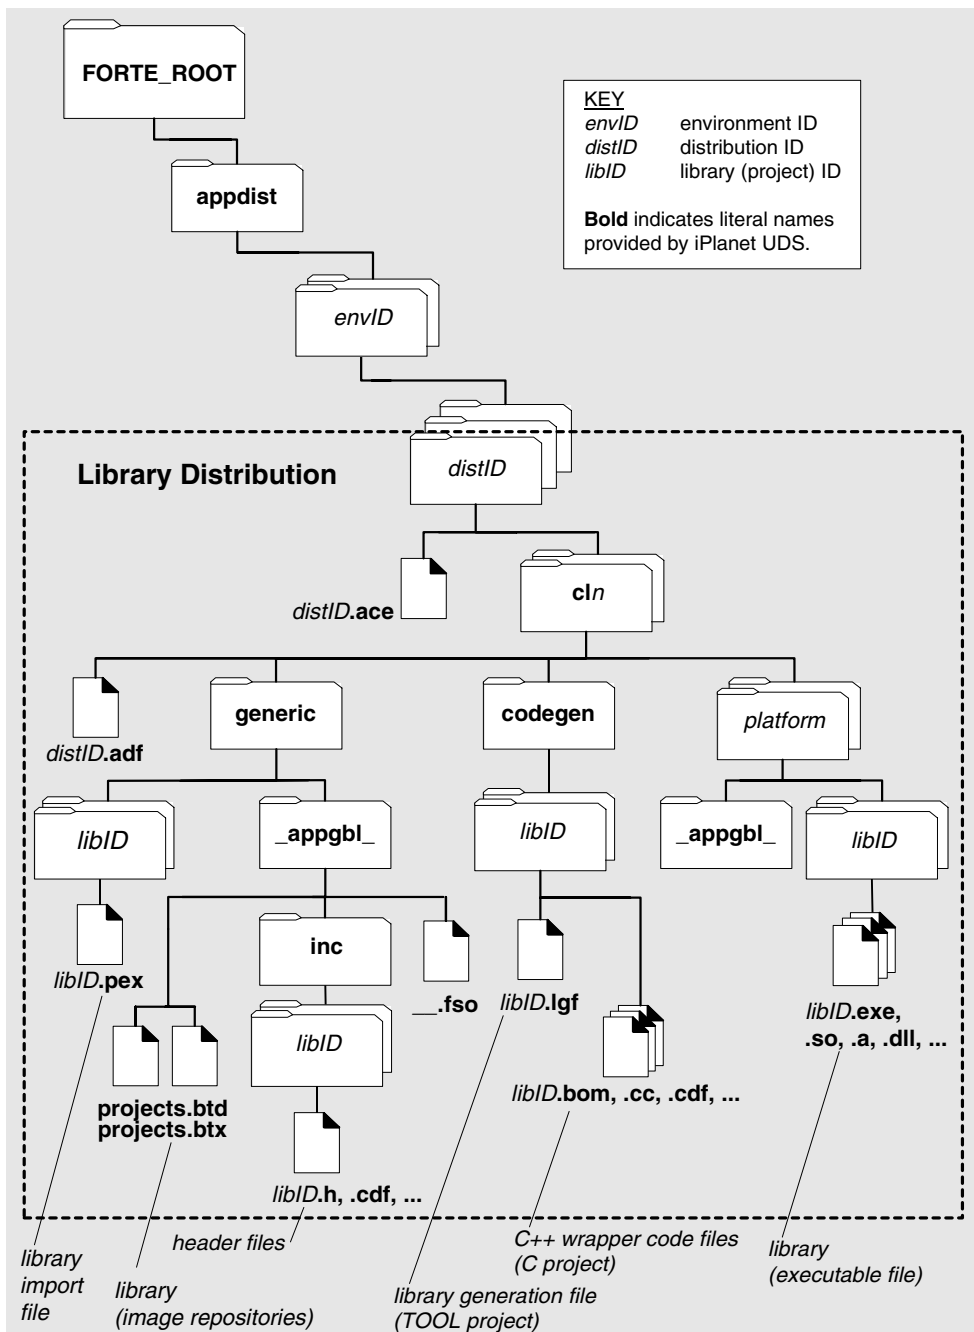 FORTE_ROOT
KEY
envID environment ID
distID distribution ID
libID library (project) ID
Bold indicates literal names
provided by iPlanet UDS.
appdist
envID
Library Distribution
distID
distID.ace
cln
distID.adf
generic
codegen
platform
libID
_appgbl_
libID
_appgbl_
libID
libID.pex
inc
__.fso
libID.lgf
libID.exe,
.so, .a, .dll, ...
libID
projects.btd
projects.btx
libID.bom, .cc, .cdf, ...
libID.h, .cdf, ...
library
import
file
library
(image repositories)
header files
library generation file
(TOOL project)
C++ wrapper code files
(C project)
library
(executable file)